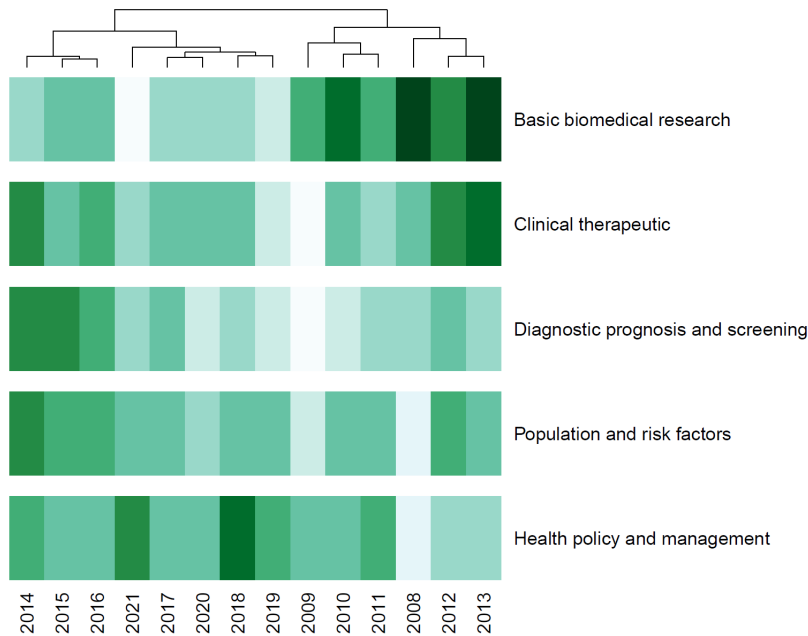 Basic biomedical research
Clinical therapeutic
Diagnostic prognosis and screening
Population and risk factors
Health policy and management
2014 2015 2016 2021 2017 2020 2018 2019 2009 2010 2011 2008 2012 2013